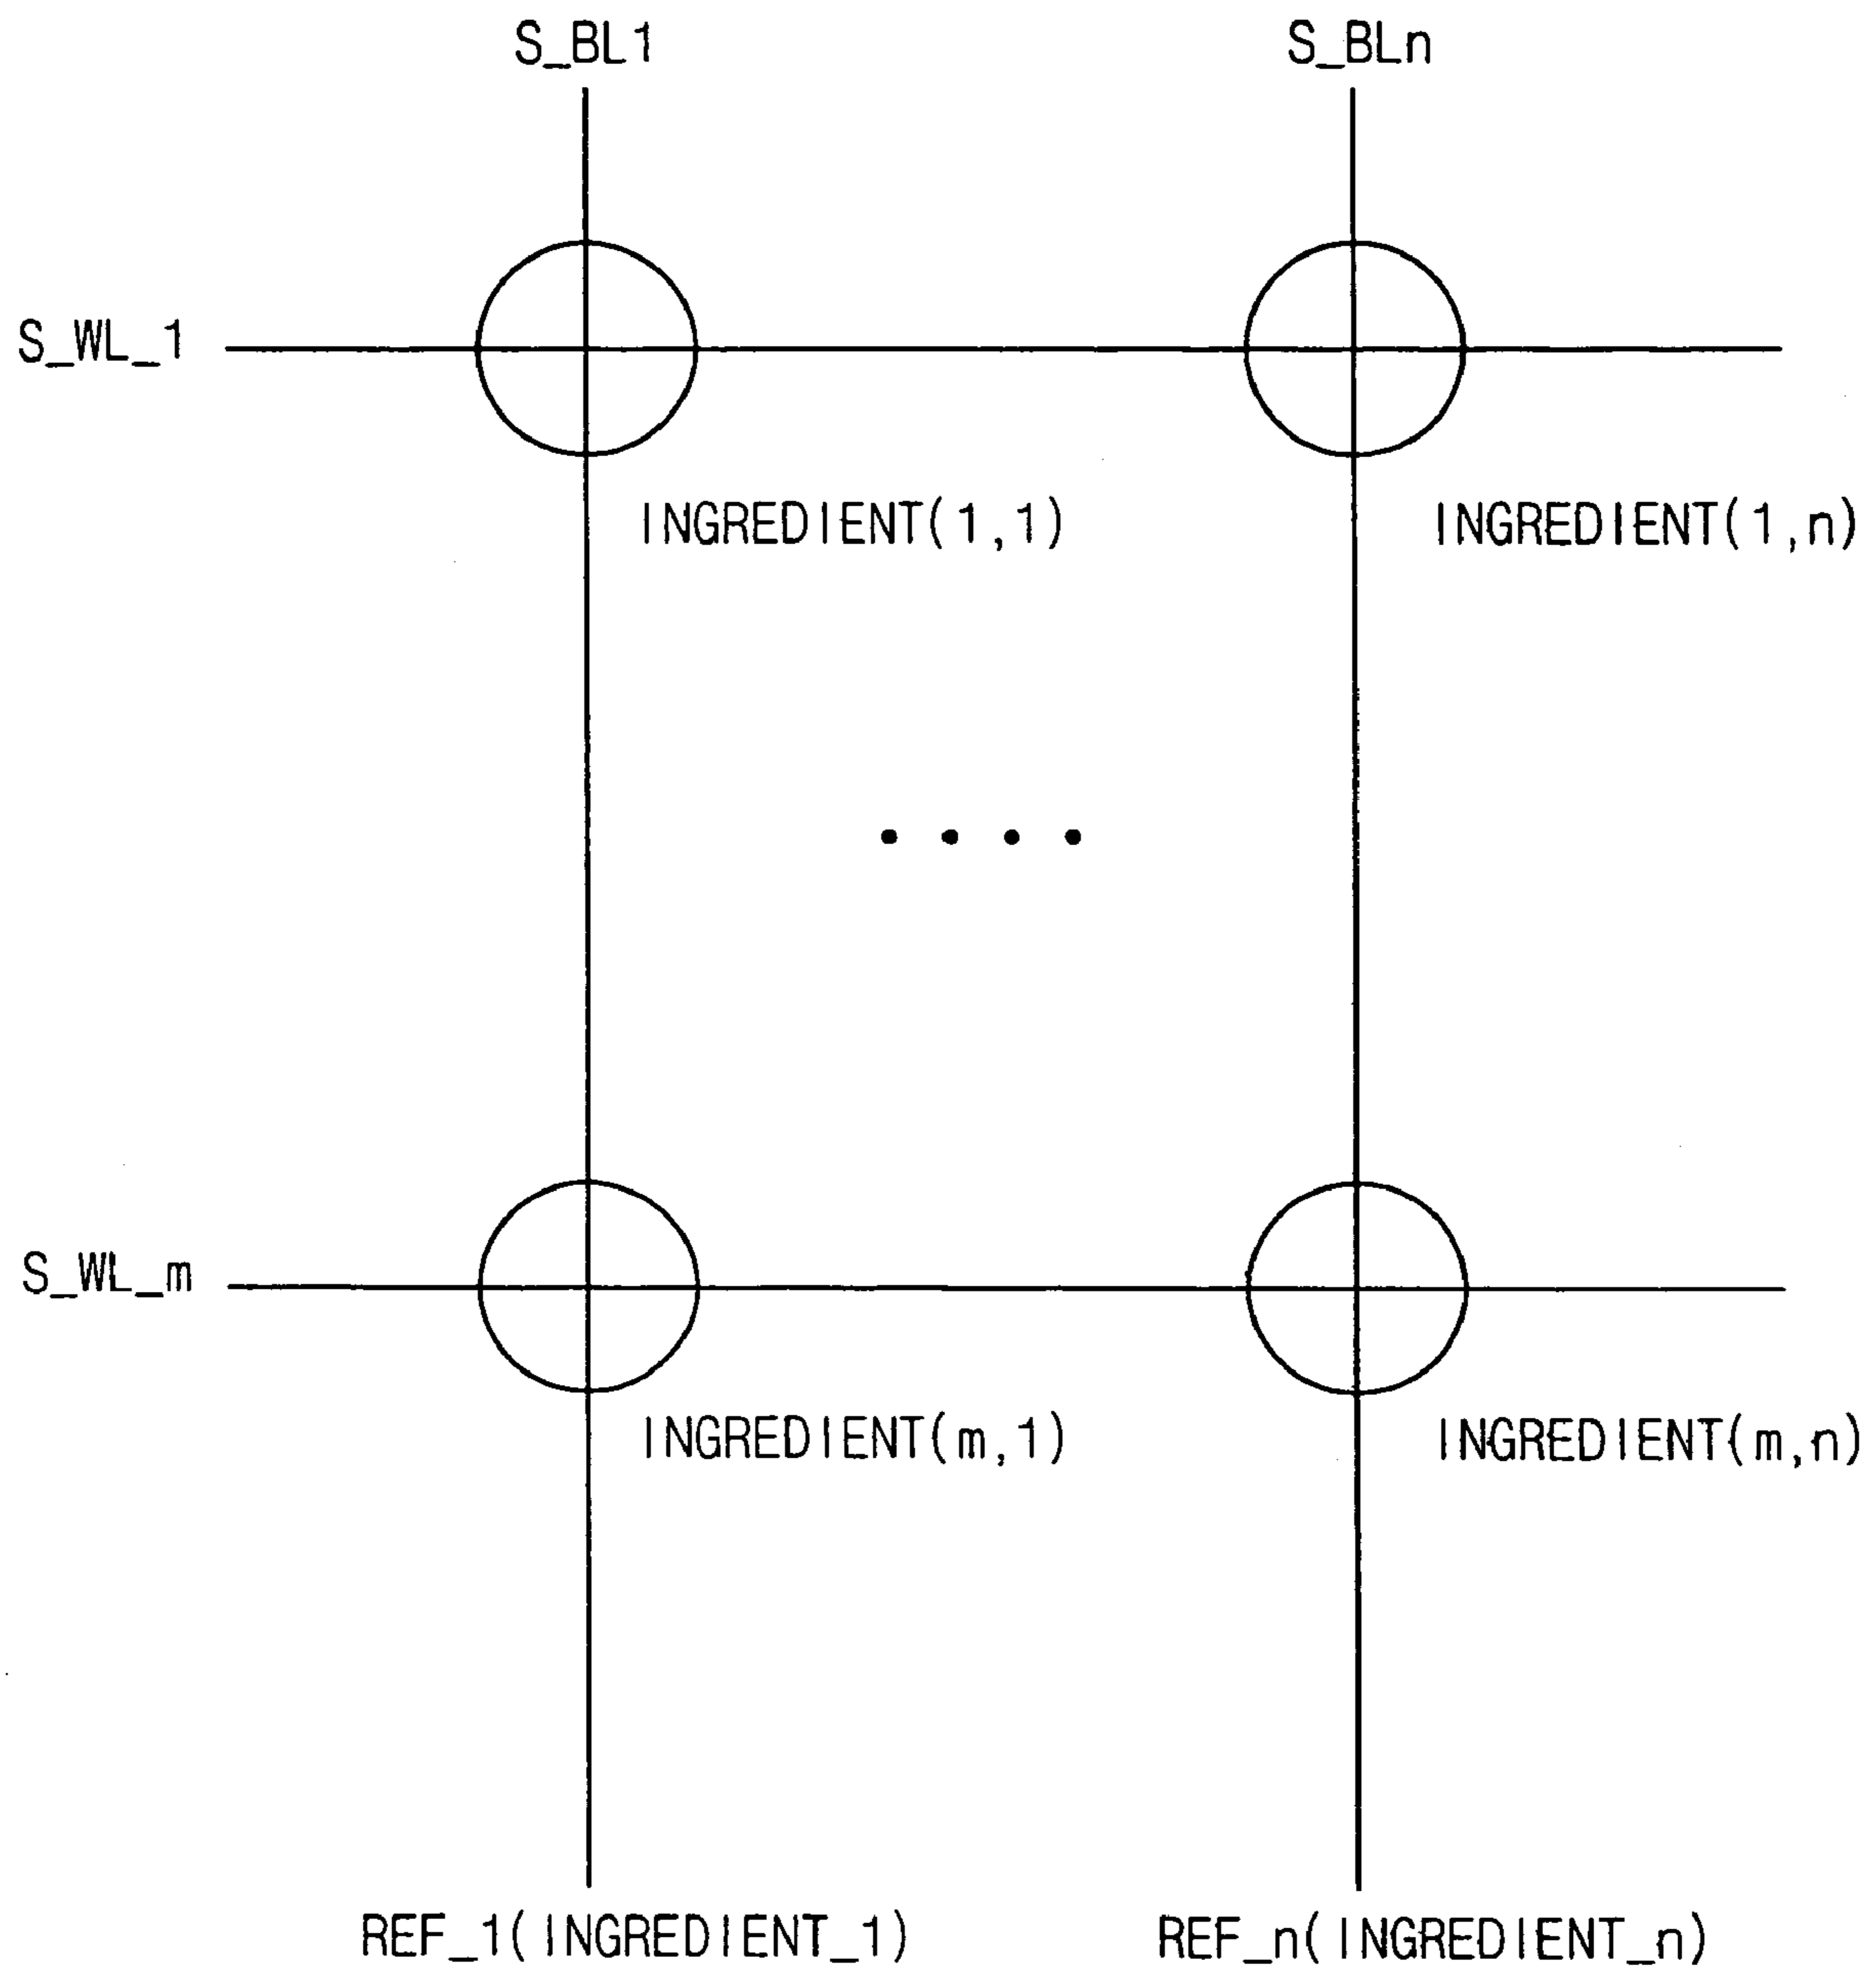 S_BL1
S_BLn
S_WL_1
INGREDIENT(1,1)
INGREDIENT(1,n)
S_WL_m
INGREDIENT(m,1)
INGREDIENT(m,n)
REF_1(INGREDIENT_1)
REF_n(INGREDIENT_n)